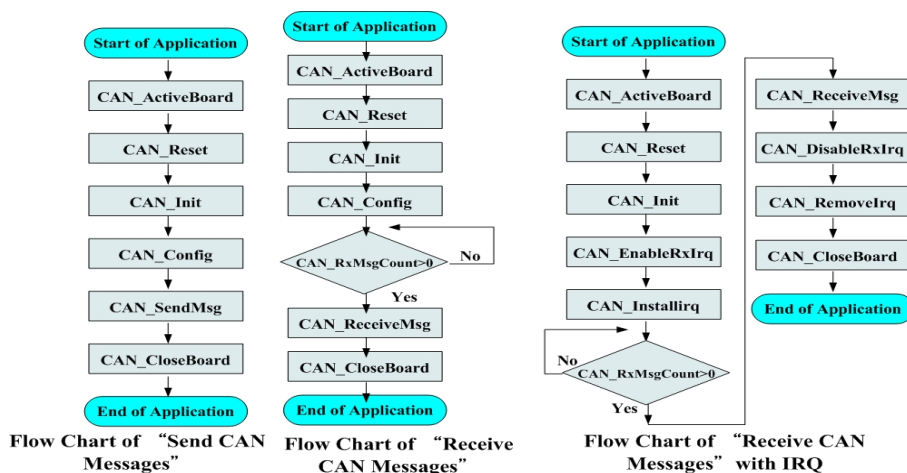 Start of Application
CAN_ActiveBoard
CAN_Reset
CAN_Init
CAN_Config
CAN_SendMsg
CAN_CloseBoard
End of Application
Flow Chart of “Send CAN
Messages”
Start of Application
CAN_ActiveBoard
CAN_Reset
CAN_Init
CAN_Config
CAN_RxMsgCount>0
No
Yes
CAN_ReceiveMsg
CAN_CloseBoard
End of Application
Flow Chart of “Receive
CAN Messages”
Start of Application
CAN_ActiveBoard
CAN_Reset
CAN_Init
CAN_EnableRxIrq
CAN_Installirq
No
CAN_RxMsgCount>0
Yes
CAN_ReceiveMsg
CAN_DisableRxIrq
CAN_RemoveIrq
CAN_CloseBoard
End of Application
Flow Chart of “Receive CAN
Messages” with IRQ